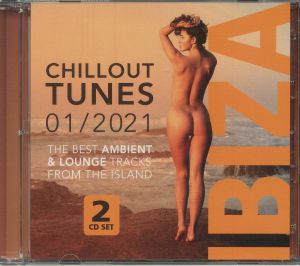 CHILLOUT
TUNES
01/2021
THE BEST AMBIENT
& LOUNGE TRACKS
FROM THE ISLAND
2
CD SET
IBIZA